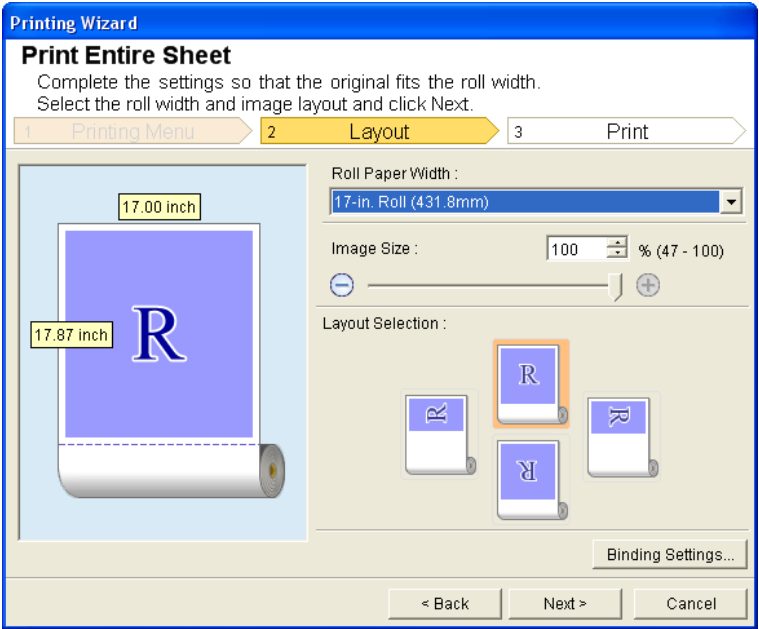 Printing Wizard
Print Entire Sheet
Complete the settings so that the original fits the roll width.
Select the roll width and image layout and click Next.
1 Printing Menu 2 Layout 3 Print
17.00 inch
17.87 inch
R
Roll Paper Width :
17-in. Roll (431.8mm)
Image Size : 100 % (47 - 100)
Layout Selection :
R
R
R
R
Binding Settings...
< Back Next > Cancel